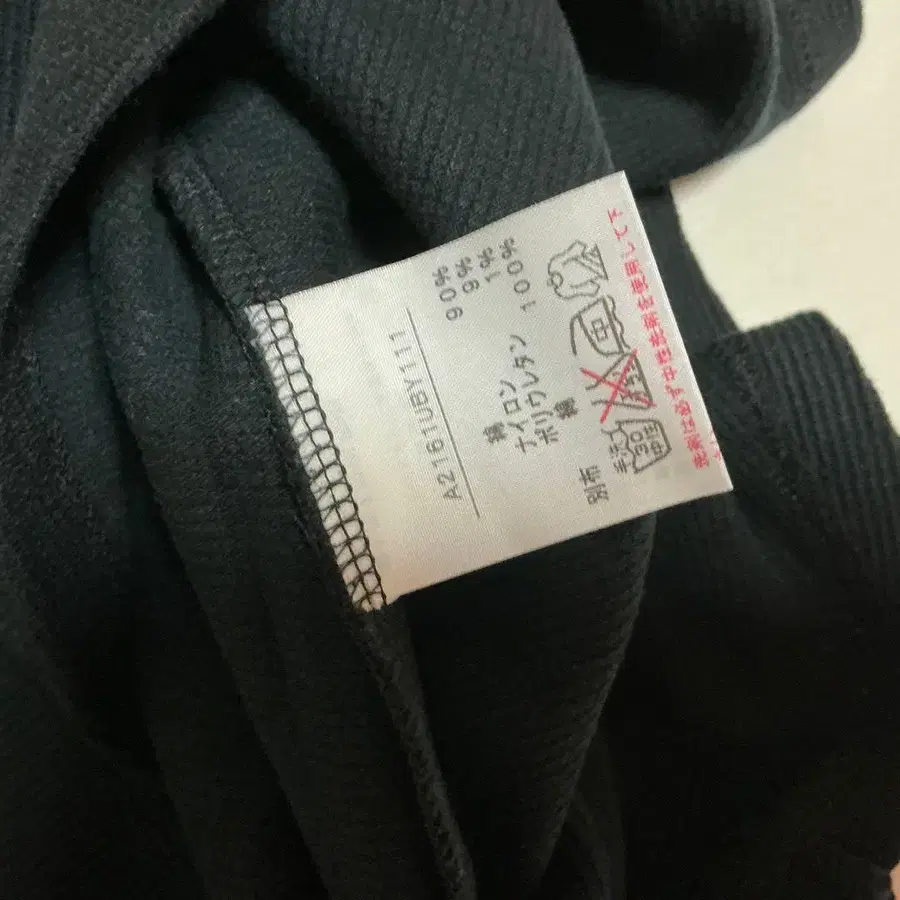 A2161UBY111
綿 90%
ナイロン 9%
ポリウレタン 1%
別布 綿 100%
手洗イ
30
中性
中
洗剤は必ず中性洗剤を使用して下